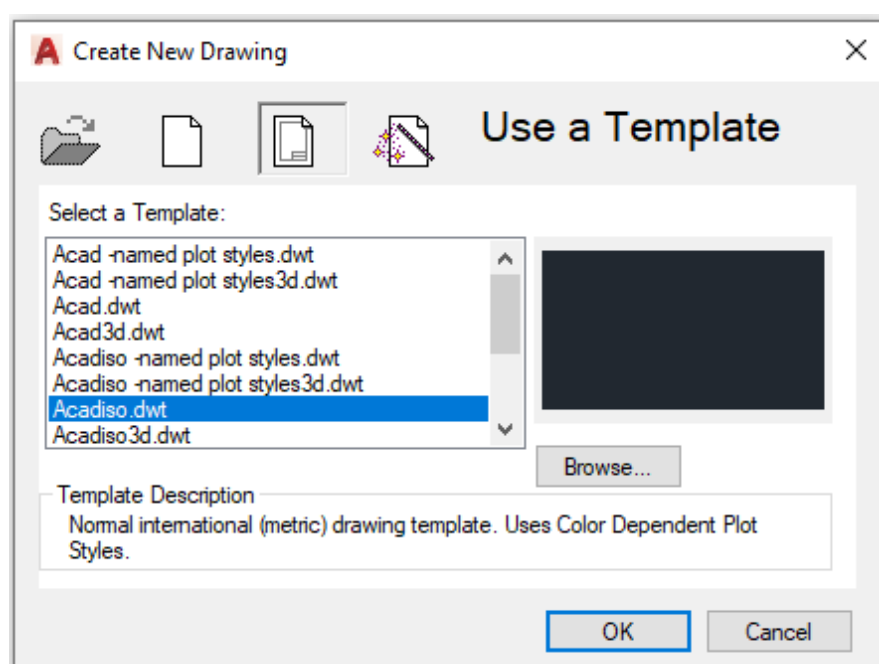 Create New Drawing
Use a Template
Select a Template:
Acad -named plot styles.dwt
Acad -named plot styles3d.dwt
Acad.dwt
Acad3d.dwt
Acadiso -named plot styles.dwt
Acadiso -named plot styles3d.dwt
Acadiso.dwt
Acadiso3d.dwt
Browse...
Template Description
Normal international (metric) drawing template. Uses Color Dependent Plot
Styles.
OK
Cancel